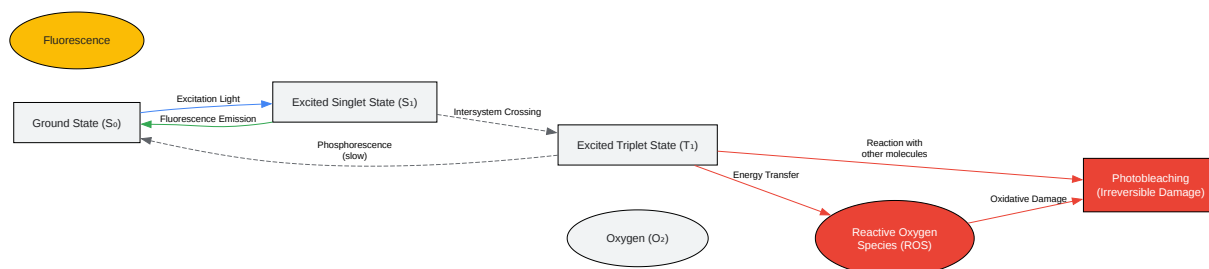 Fluorescence
Excitation Light
Excited Singlet State (S₁)
Ground State (S₀)
Fluorescence Emission
Intersystem Crossing
Phosphorescence
(slow)
Excited Triplet State (T₁)
Reaction with
other molecules
Energy Transfer
Photobleaching
(Irreversible Damage)
Oxidative Damage
Oxygen (O₂)
Reactive Oxygen
Species (ROS)